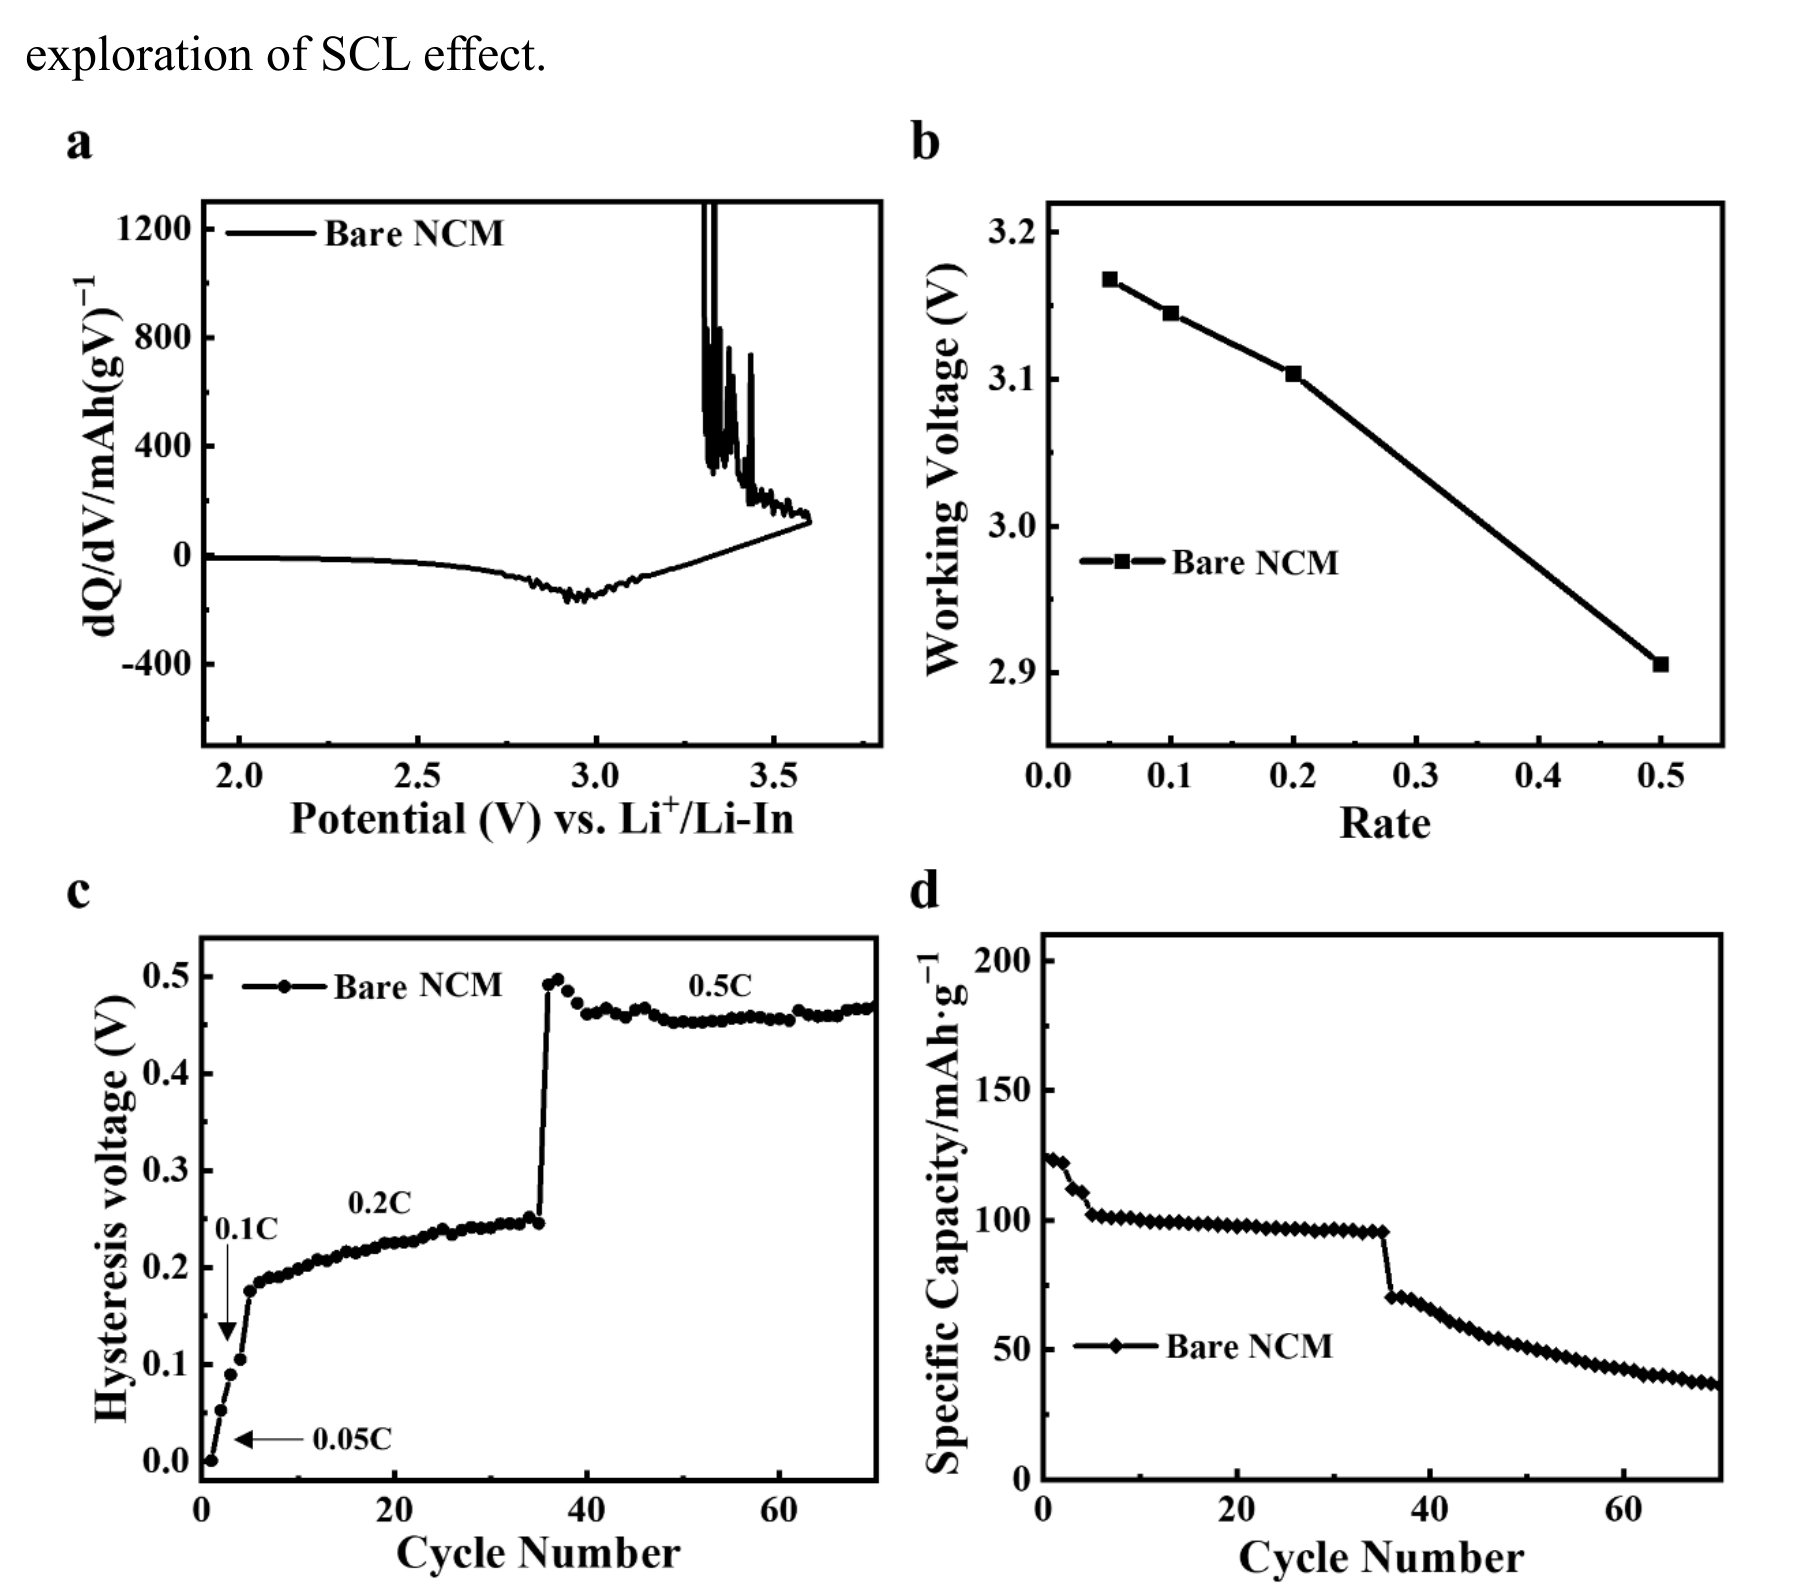 exploration of SCL effect.
a
b
1200
800
400
0
-400
dQ/dV/mAh(gV)⁻¹
Bare NCM
2.0 2.5 3.0 3.5
Potential (V) vs. Li⁺/Li-In
3.2
3.1
3.0
2.9
Working Voltage (V)
Bare NCM
0.0 0.1 0.2 0.3 0.4 0.5
Rate
c
d
0.5
0.4
0.3
0.2
0.1
0.0
Hysteresis voltage (V)
Bare NCM
0.5C
0.2C
0.1C
0.05C
0 20 40 60
Cycle Number
200
150
100
50
0
Specific Capacity/mAh·g⁻¹
Bare NCM
0 20 40 60
Cycle Number